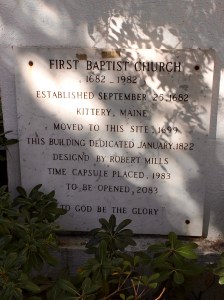 FIRST BAPTIST CHURCH
1682 - 1982
ESTABLISHED SEPTEMBER 25, 1682
KITTERY, MAINE
MOVED TO THIS SITE, 1699
THIS BUILDING DEDICATED JANUARY, 1822
DESIGN'D BY ROBERT MILLS
TIME CAPSULE PLACED, 1983
TO BE OPENED, 2083
TO GOD BE THE GLORY